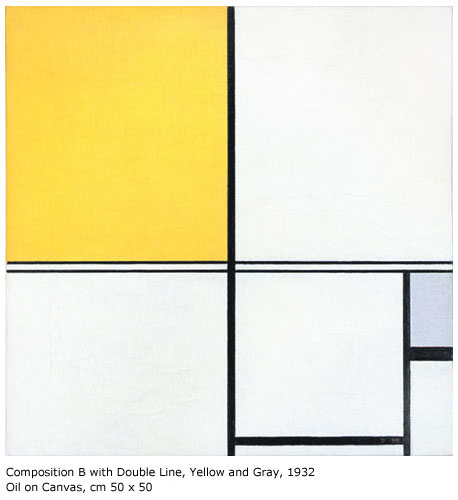 Composition B with Double Line, Yellow and Gray, 1932
Oil on Canvas, cm 50 x 50